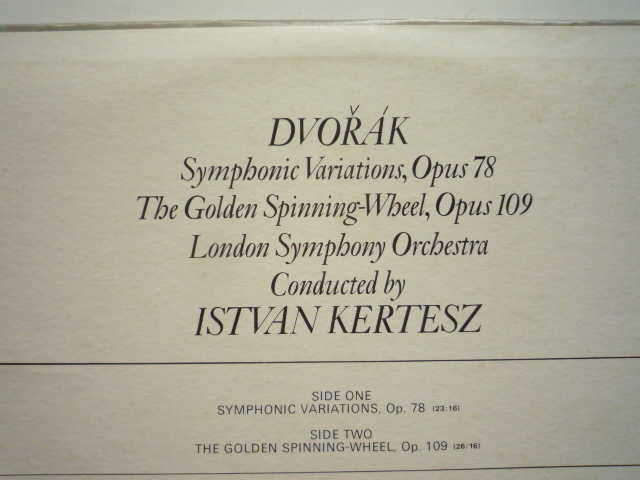 DVOŘÁK
Symphonic Variations, Opus 78
The Golden Spinning-Wheel, Opus 109
London Symphony Orchestra
Conducted by
ISTVAN KERTESZ
SIDE ONE
SYMPHONIC VARIATIONS, Op. 78 (23:16)
SIDE TWO
THE GOLDEN SPINNING-WHEEL, Op. 109 (26:16)